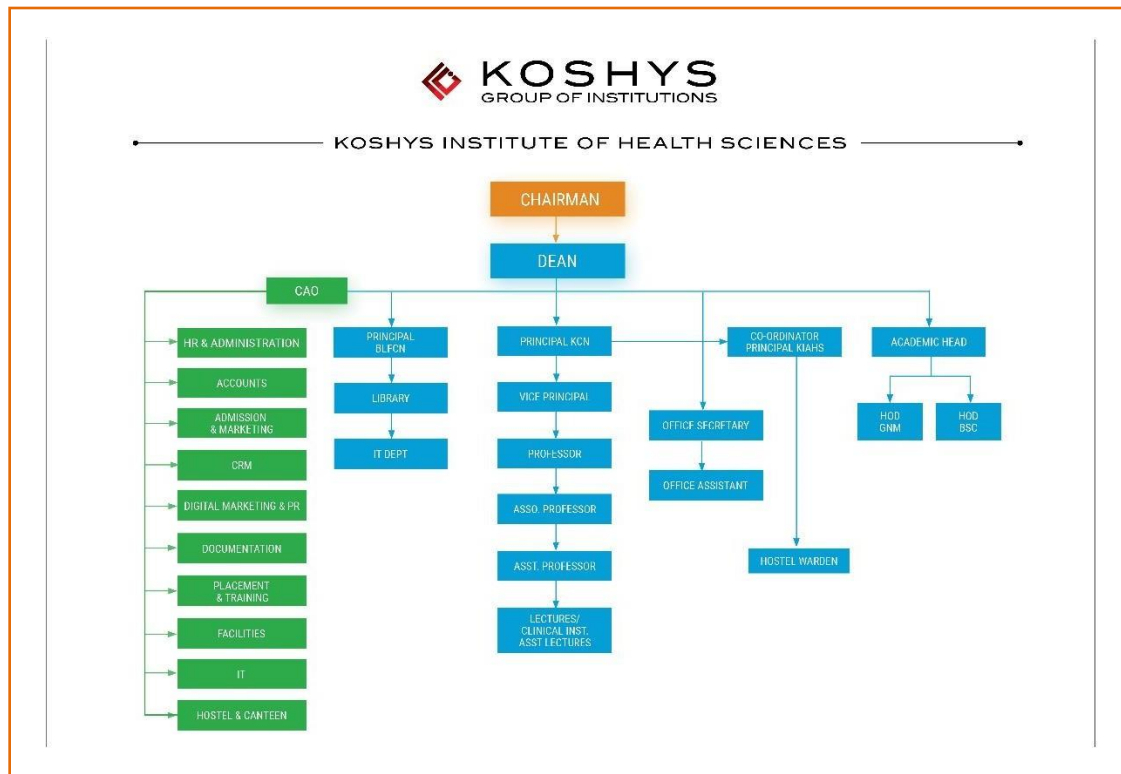 KOSHYS
GROUP OF INSTITUTIONS
KOSHYS INSTITUTE OF HEALTH SCIENCES
CHAIRMAN
DEAN
CAO
HR & ADMINISTRATION
ACCOUNTS
ADMISSION
& MARKETING
CRM
DIGITAL MARKETING & PR
DOCUMENTATION
PLACEMENT
& TRAINING
FACILITIES
IT
HOSTEL & CANTEEN
PRINCIPAL
BLFCN
LIBRARY
IT DEPT
PRINCIPAL KCN
VICE PRINCIPAL
PROFESSOR
ASSO. PROFESSOR
ASST. PROFESSOR
LECTURES/
CLINICAL INST.
ASST LECTURES
OFFICE SECRETARY
OFFICE ASSISTANT
CO-ORDINATOR
PRINCIPAL KIAHS
HOSTEL WARDEN
ACADEMIC HEAD
HOD
GNM
HOD
BSC